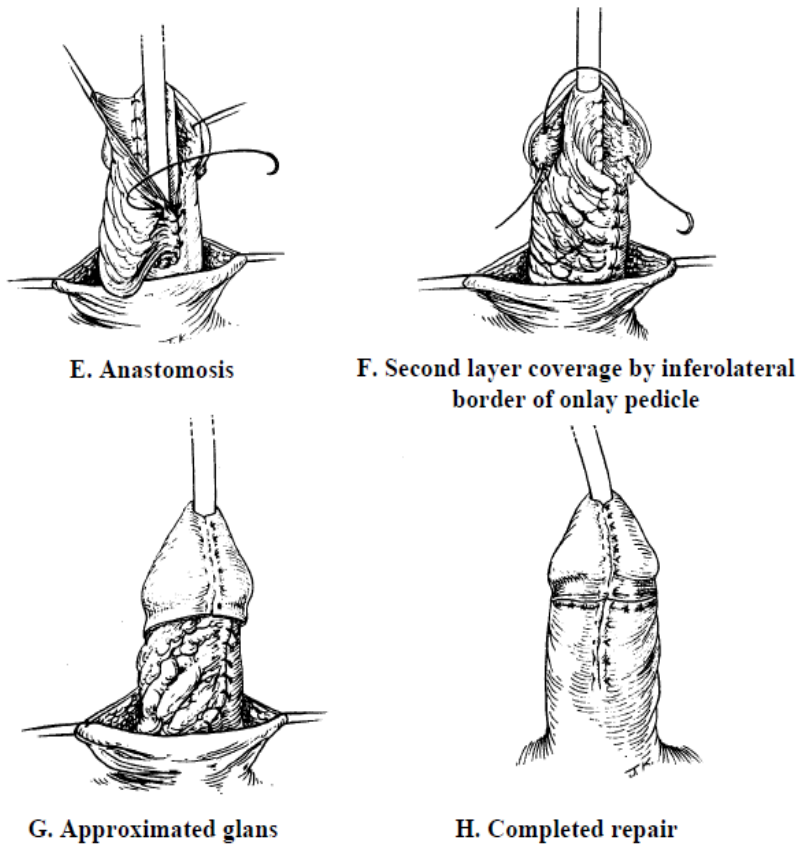 E. Anastomosis
F. Second layer coverage by inferolateral
border of onlay pedicle
G. Approximated glans
H. Completed repair
J.K.